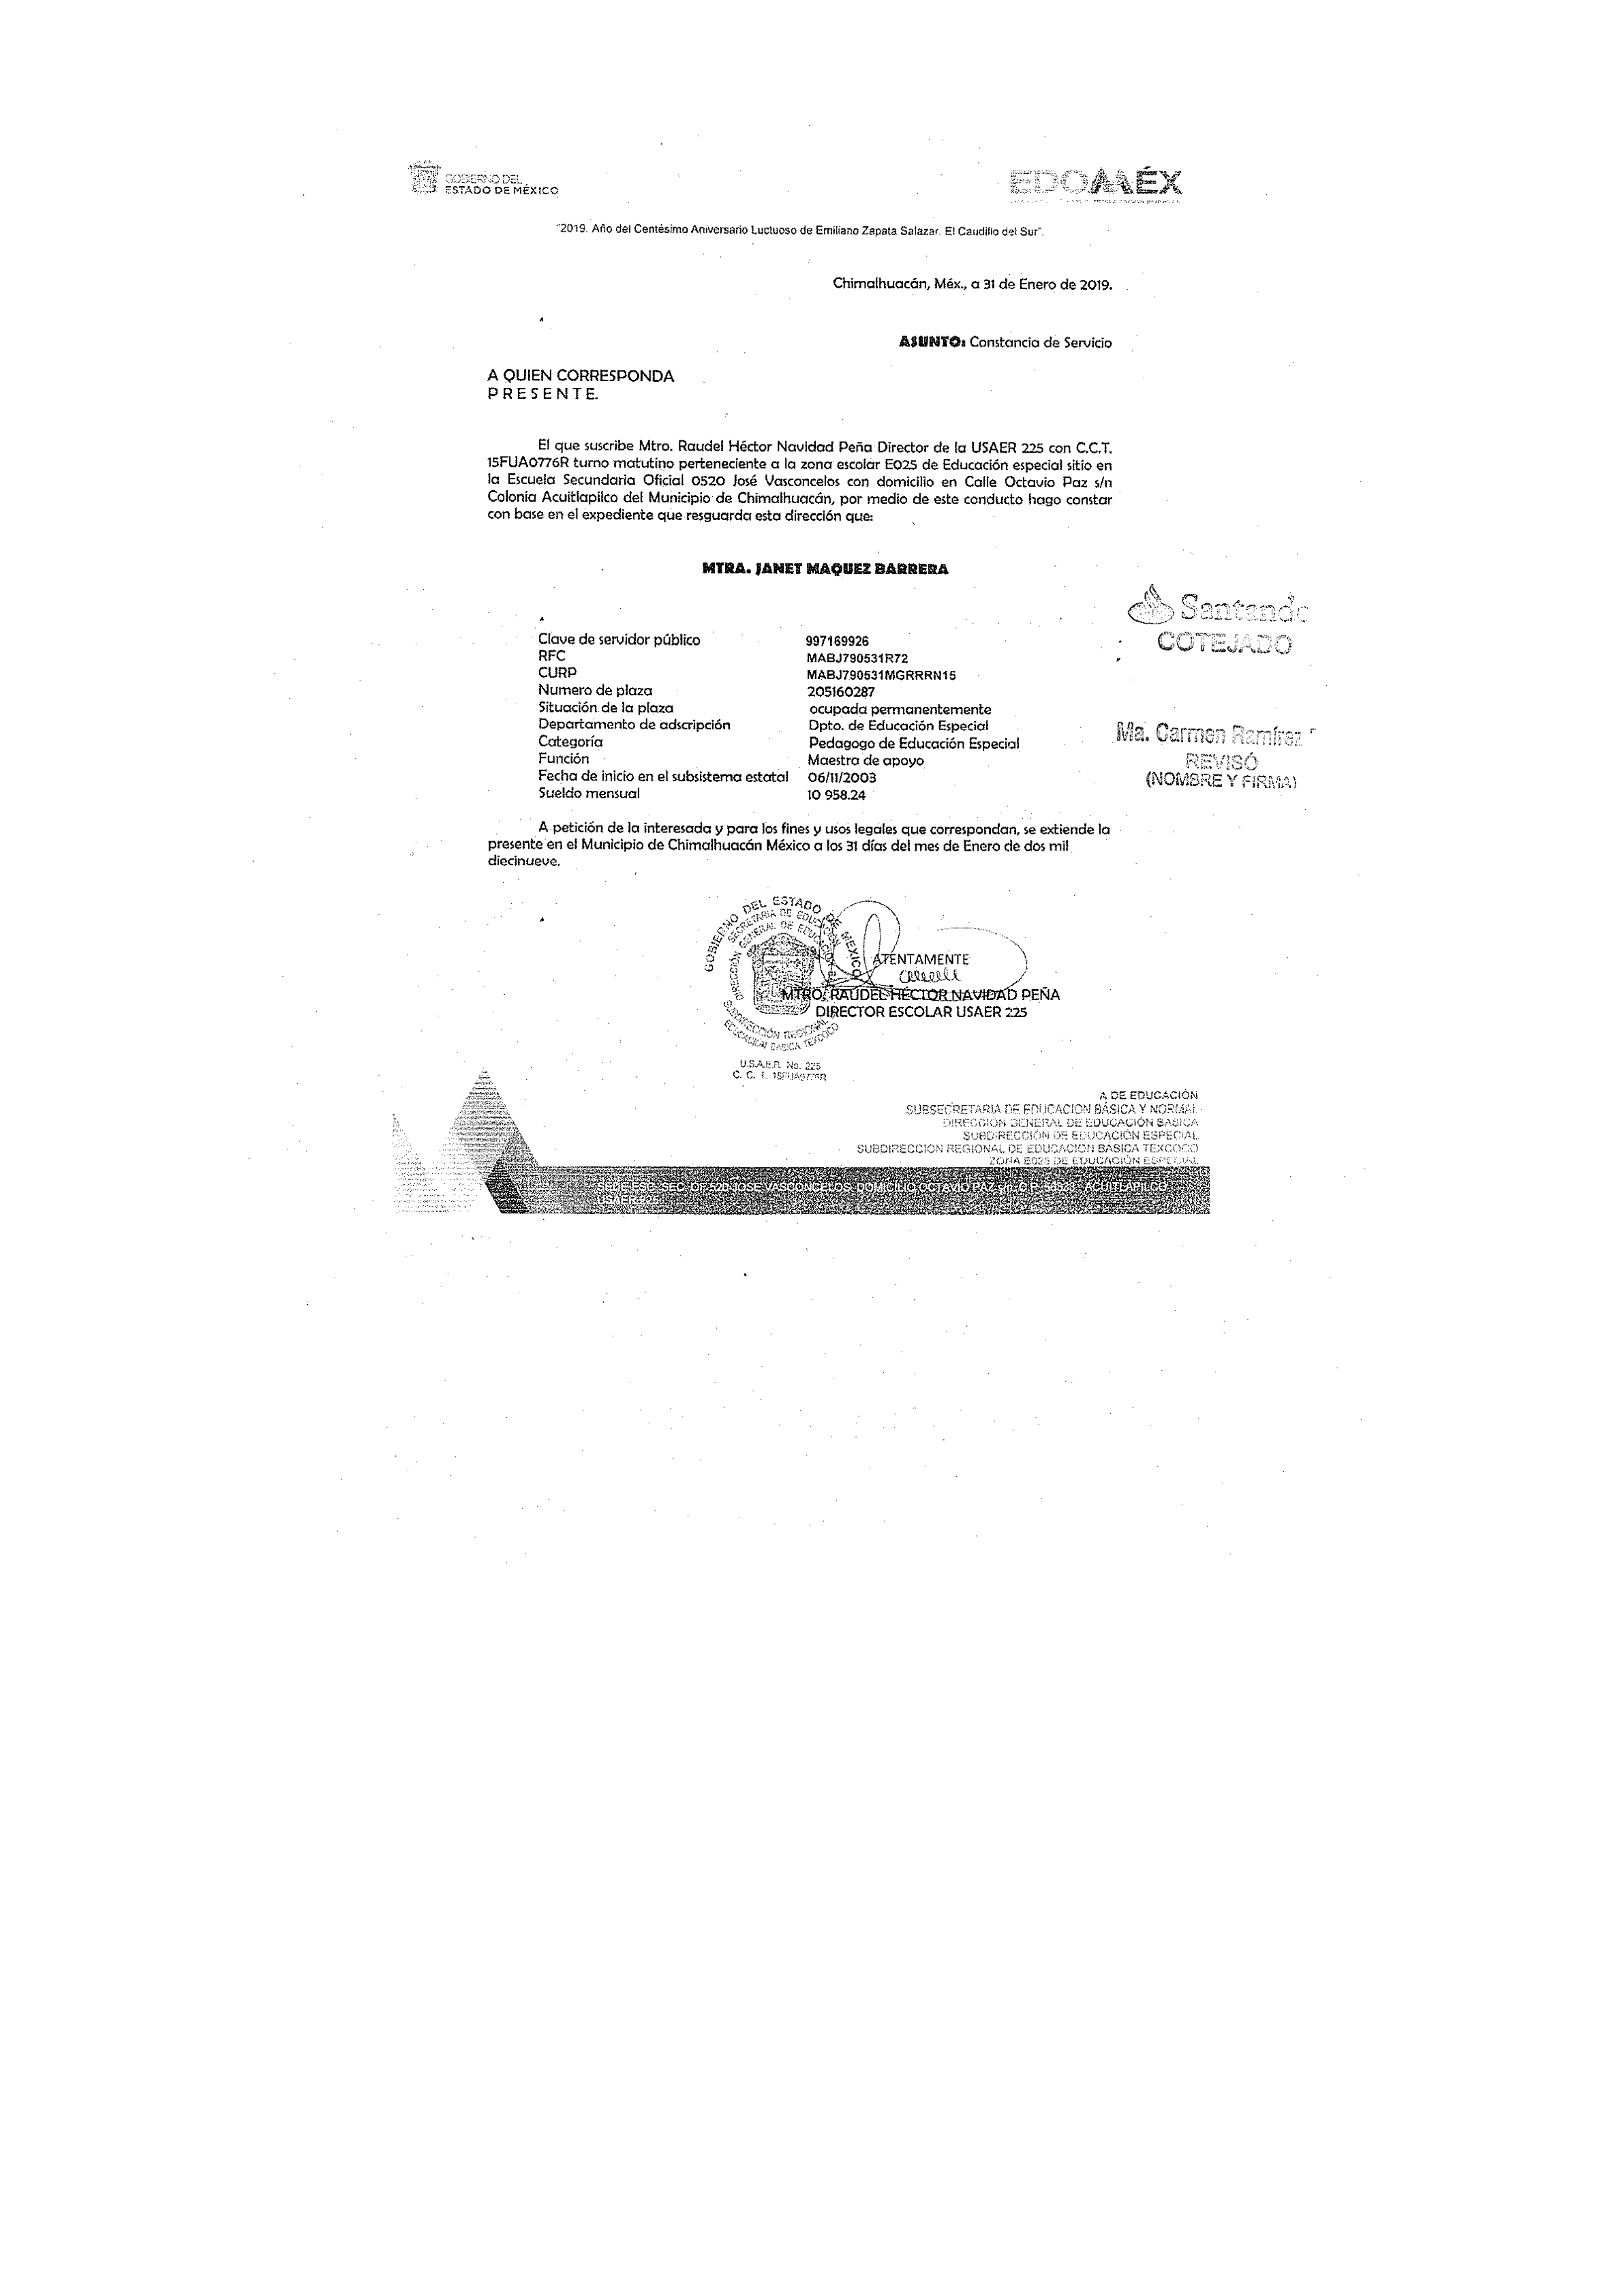 GOBIERNO DEL
ESTADO DE MÉXICO
EDOMÉX
"2019. Año del Centésimo Aniversario Luctuoso de Emiliano Zapata Salazar. El Caudillo del Sur".
Chimalhuacán, Méx., a 31 de Enero de 2019.
ASUNTO: Constancia de Servicio
A QUIEN CORRESPONDA
P R E S E N T E.
El que suscribe Mtro. Raudel Héctor Navidad Peña Director de la USAER 225 con C.C.T.
15FUA0776R turno matutino perteneciente a la zona escolar E025 de Educación especial sitio en
la Escuela Secundaria Oficial 0520 José Vasconcelos con domicilio en Calle Octavio Paz s/n
Colonia Acuitlapilco del Municipio de Chimalhuacán, por medio de este conducto hago constar
con base en el expediente que resguarda esta dirección que:
MTRA. JANET MAQUEZ BARRERA
Santande
COTEJADO
Clave de servidor público 997169926
RFC MABJ790531R72
CURP MABJ790531MGRRRN15
Numero de plaza 205160287
Situación de la plaza ocupada permanentemente
Departamento de adscripción Dpto. de Educación Especial
Categoría Pedagogo de Educación Especial
Función Maestra de apoyo
Fecha de inicio en el subsistema estatal 06/11/2003
Sueldo mensual 10 958.24
Ma. Carmen Ramírez
REVISÓ
(NOMBRE Y FIRMA)
A petición de la interesada y para los fines y usos legales que correspondan, se extiende la
presente en el Municipio de Chimalhuacán México a los 31 días del mes de Enero de dos mil
diecinueve.
GOBIERNO DEL ESTADO DE MÉXICO
SECRETARIA DE EDUCACIÓN
DIRECCIÓN GENERAL DE EDUCACIÓN
SUBDIRECCIÓN REGIONAL
EDUCACIÓN BÁSICA TEXCOCO
ATENTAMENTE
MTRO. RAUDEL HÉCTOR NAVIDAD PEÑA
DIRECTOR ESCOLAR USAER 225
U.S.A.E.R. No. 225
C. C. T. 15FUA0776R
A DE EDUCACIÓN
SUBSECRETARIA DE EDUCACION BÁSICA Y NORMAL
DIRECCIÓN GENERAL DE EDUCACIÓN BASICA
SUBDIRECCIÓN DE EDUCACIÓN ESPECIAL
SUBDIRECCION REGIONAL DE EDUCACION BASICA TEXCOCO
ZONA E025 DE EDUCACIÓN ESPECIAL
SEDE ESC. SEC. OF 520 JOSE VASCONCELOS. DOMICILIO OCTAVIO PAZ s/n C.P. ACUITLAPILCO
USAER 225